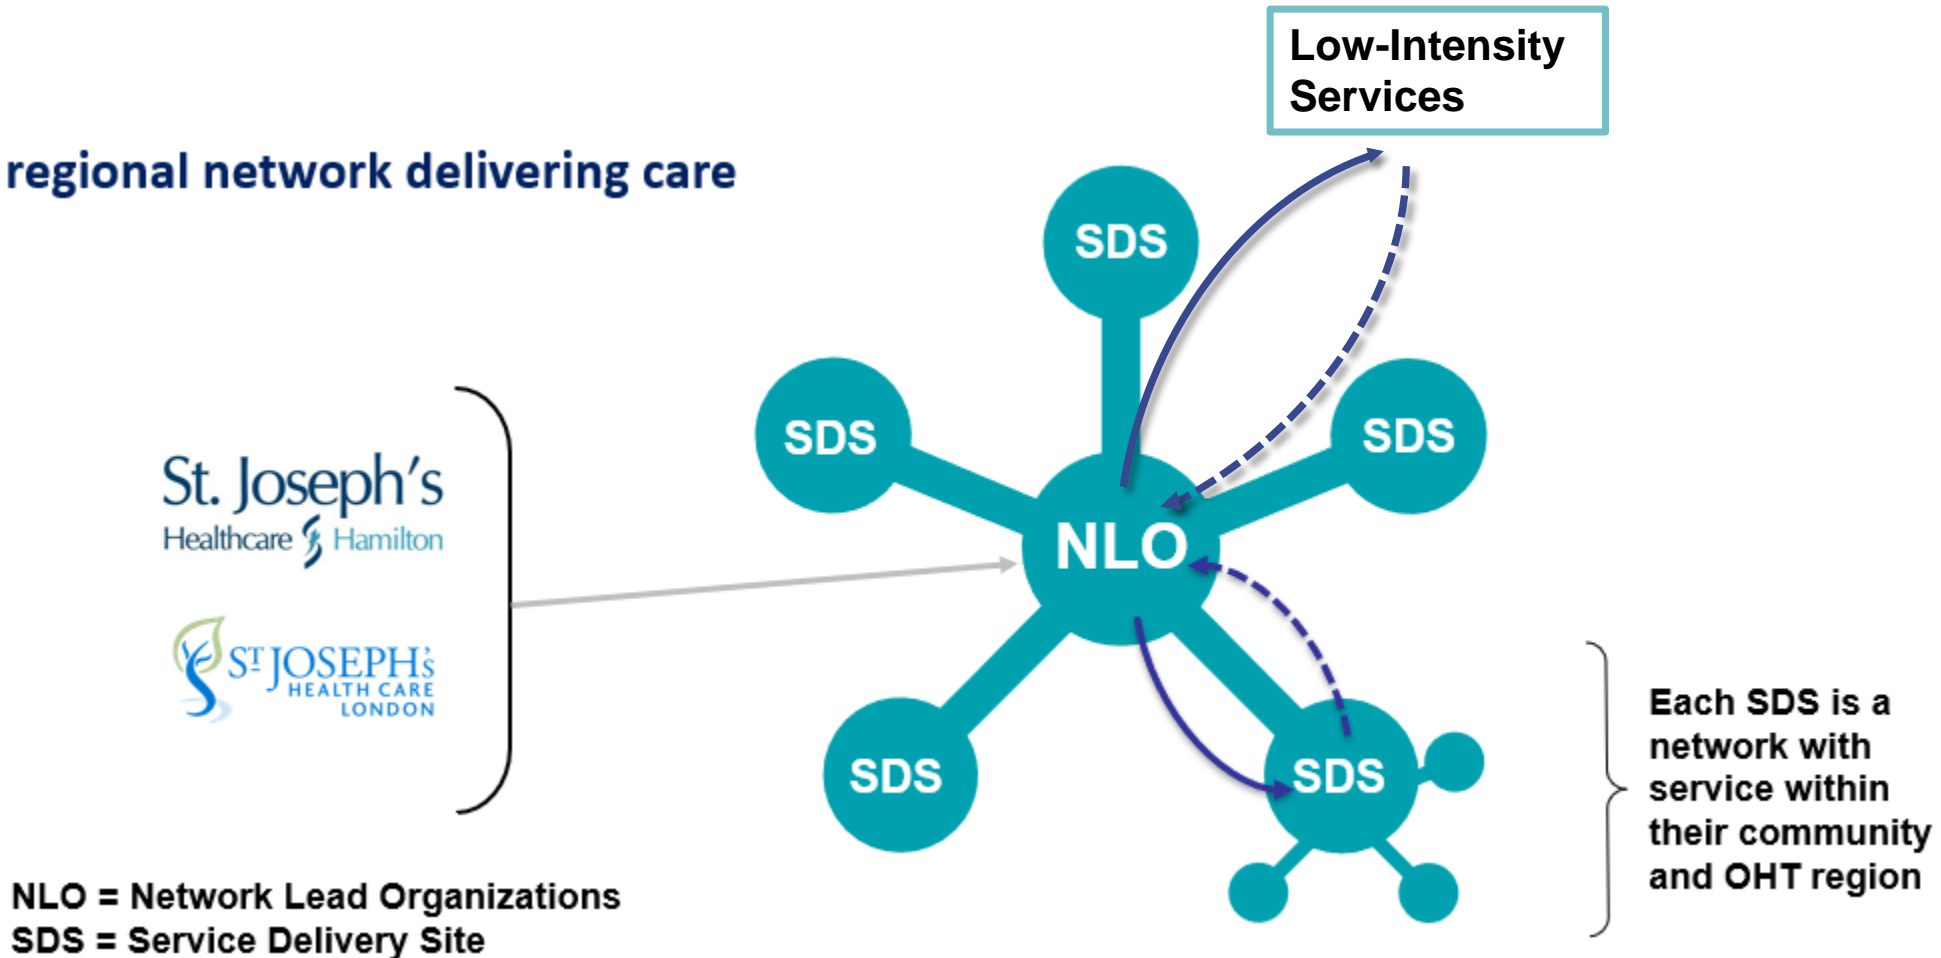 Low-Intensity
Services
regional network delivering care
SDS
SDS
SDS
St. Joseph's
Healthcare Hamilton
NLO
ST JOSEPH's
HEALTH CARE
LONDON
SDS
SDS
Each SDS is a
network with
service within
their community
and OHT region
NLO = Network Lead Organizations
SDS = Service Delivery Site